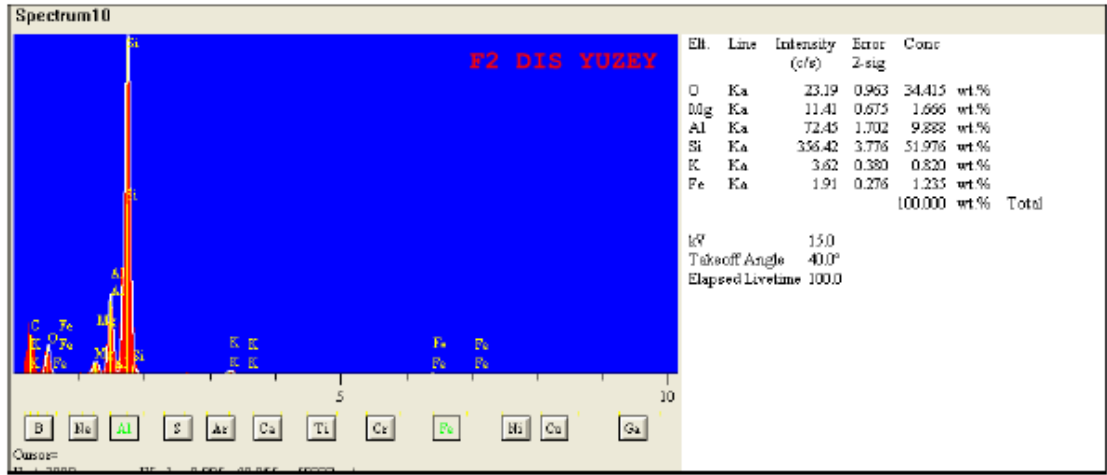 Spectrum10
F2 DIS YUZEY
Si
Si
Al
Al
Mg
C Fe
K O Fe
K Fe
Si
K K
K K
Fe Fe
Fe Fe
5 10
B Ne Al S Ar Ca Ti Cr Fe Ni Cu Ga
Cursor=
Elt. Line Intensity Error Conc
(c/s) 2-sig
O Ka 23.19 0.963 34.415 wt.%
Mg Ka 11.41 0.675 1.666 wt.%
Al Ka 72.45 1.702 9.888 wt.%
Si Ka 356.42 3.776 51.976 wt.%
K Ka 3.62 0.380 0.820 wt.%
Fe Ka 1.91 0.276 1.235 wt.%
100.000 wt.% Total
kV 15.0
Takeoff Angle 40.0°
Elapsed Livetime 100.0